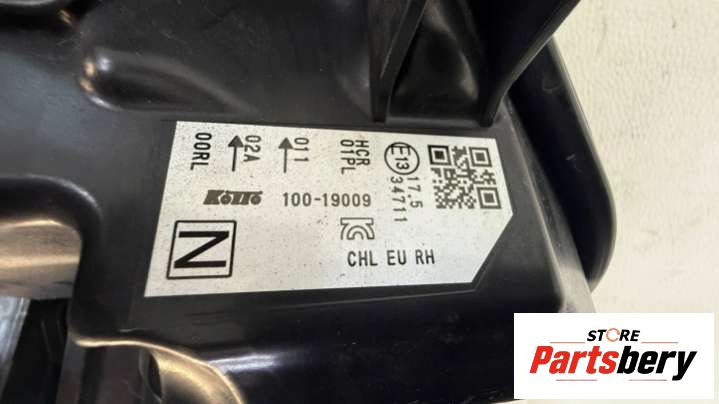 HCR
01PL
E13
17.5
34711
011
02A
00RL
KOITO 100-19009
N
CHL EU RH
STORE
Partsbery